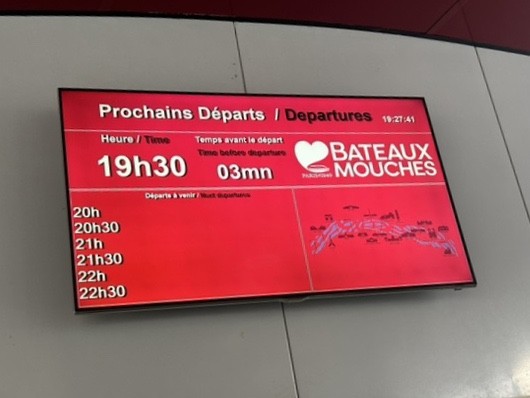 Prochains Départs / Departures 19:27:41
Heure / Time
19h30
Temps avant le départ
Time before departure
03mn
BATEAUX
MOUCHES
Départs à venir / Next departures
20h
20h30
21h
21h30
22h
22h30